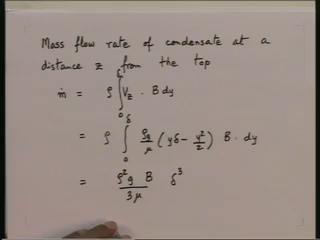 Mass flow rate of condensate at a
distance z from the top
ṁ = ρ ∫₀^δ V_z · B dy
= ρ ∫₀^δ ρg/μ (yδ − y²/2) B · dy
= ρ² g B / 3μ δ³